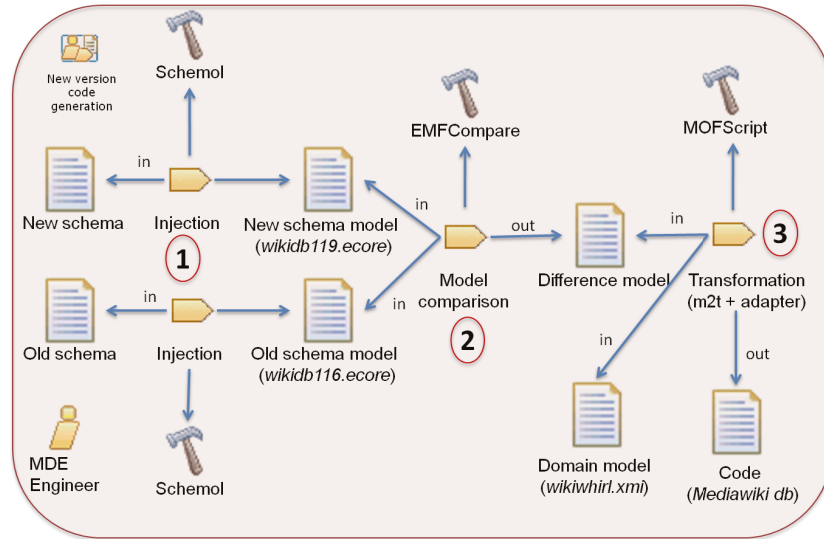 New version
code
generation
Schemol
EMFCompare
MOFScript
in
New schema
Injection
New schema model
(wikidb119.ecore)
in
out
in
1
Model
comparison
Difference model
3
Transformation
(m2t + adapter)
in
in
2
Old schema
Injection
Old schema model
(wikidb116.ecore)
in
out
MDE
Engineer
Schemol
Domain model
(wikiwhirl.xmi)
Code
(Mediawiki db)